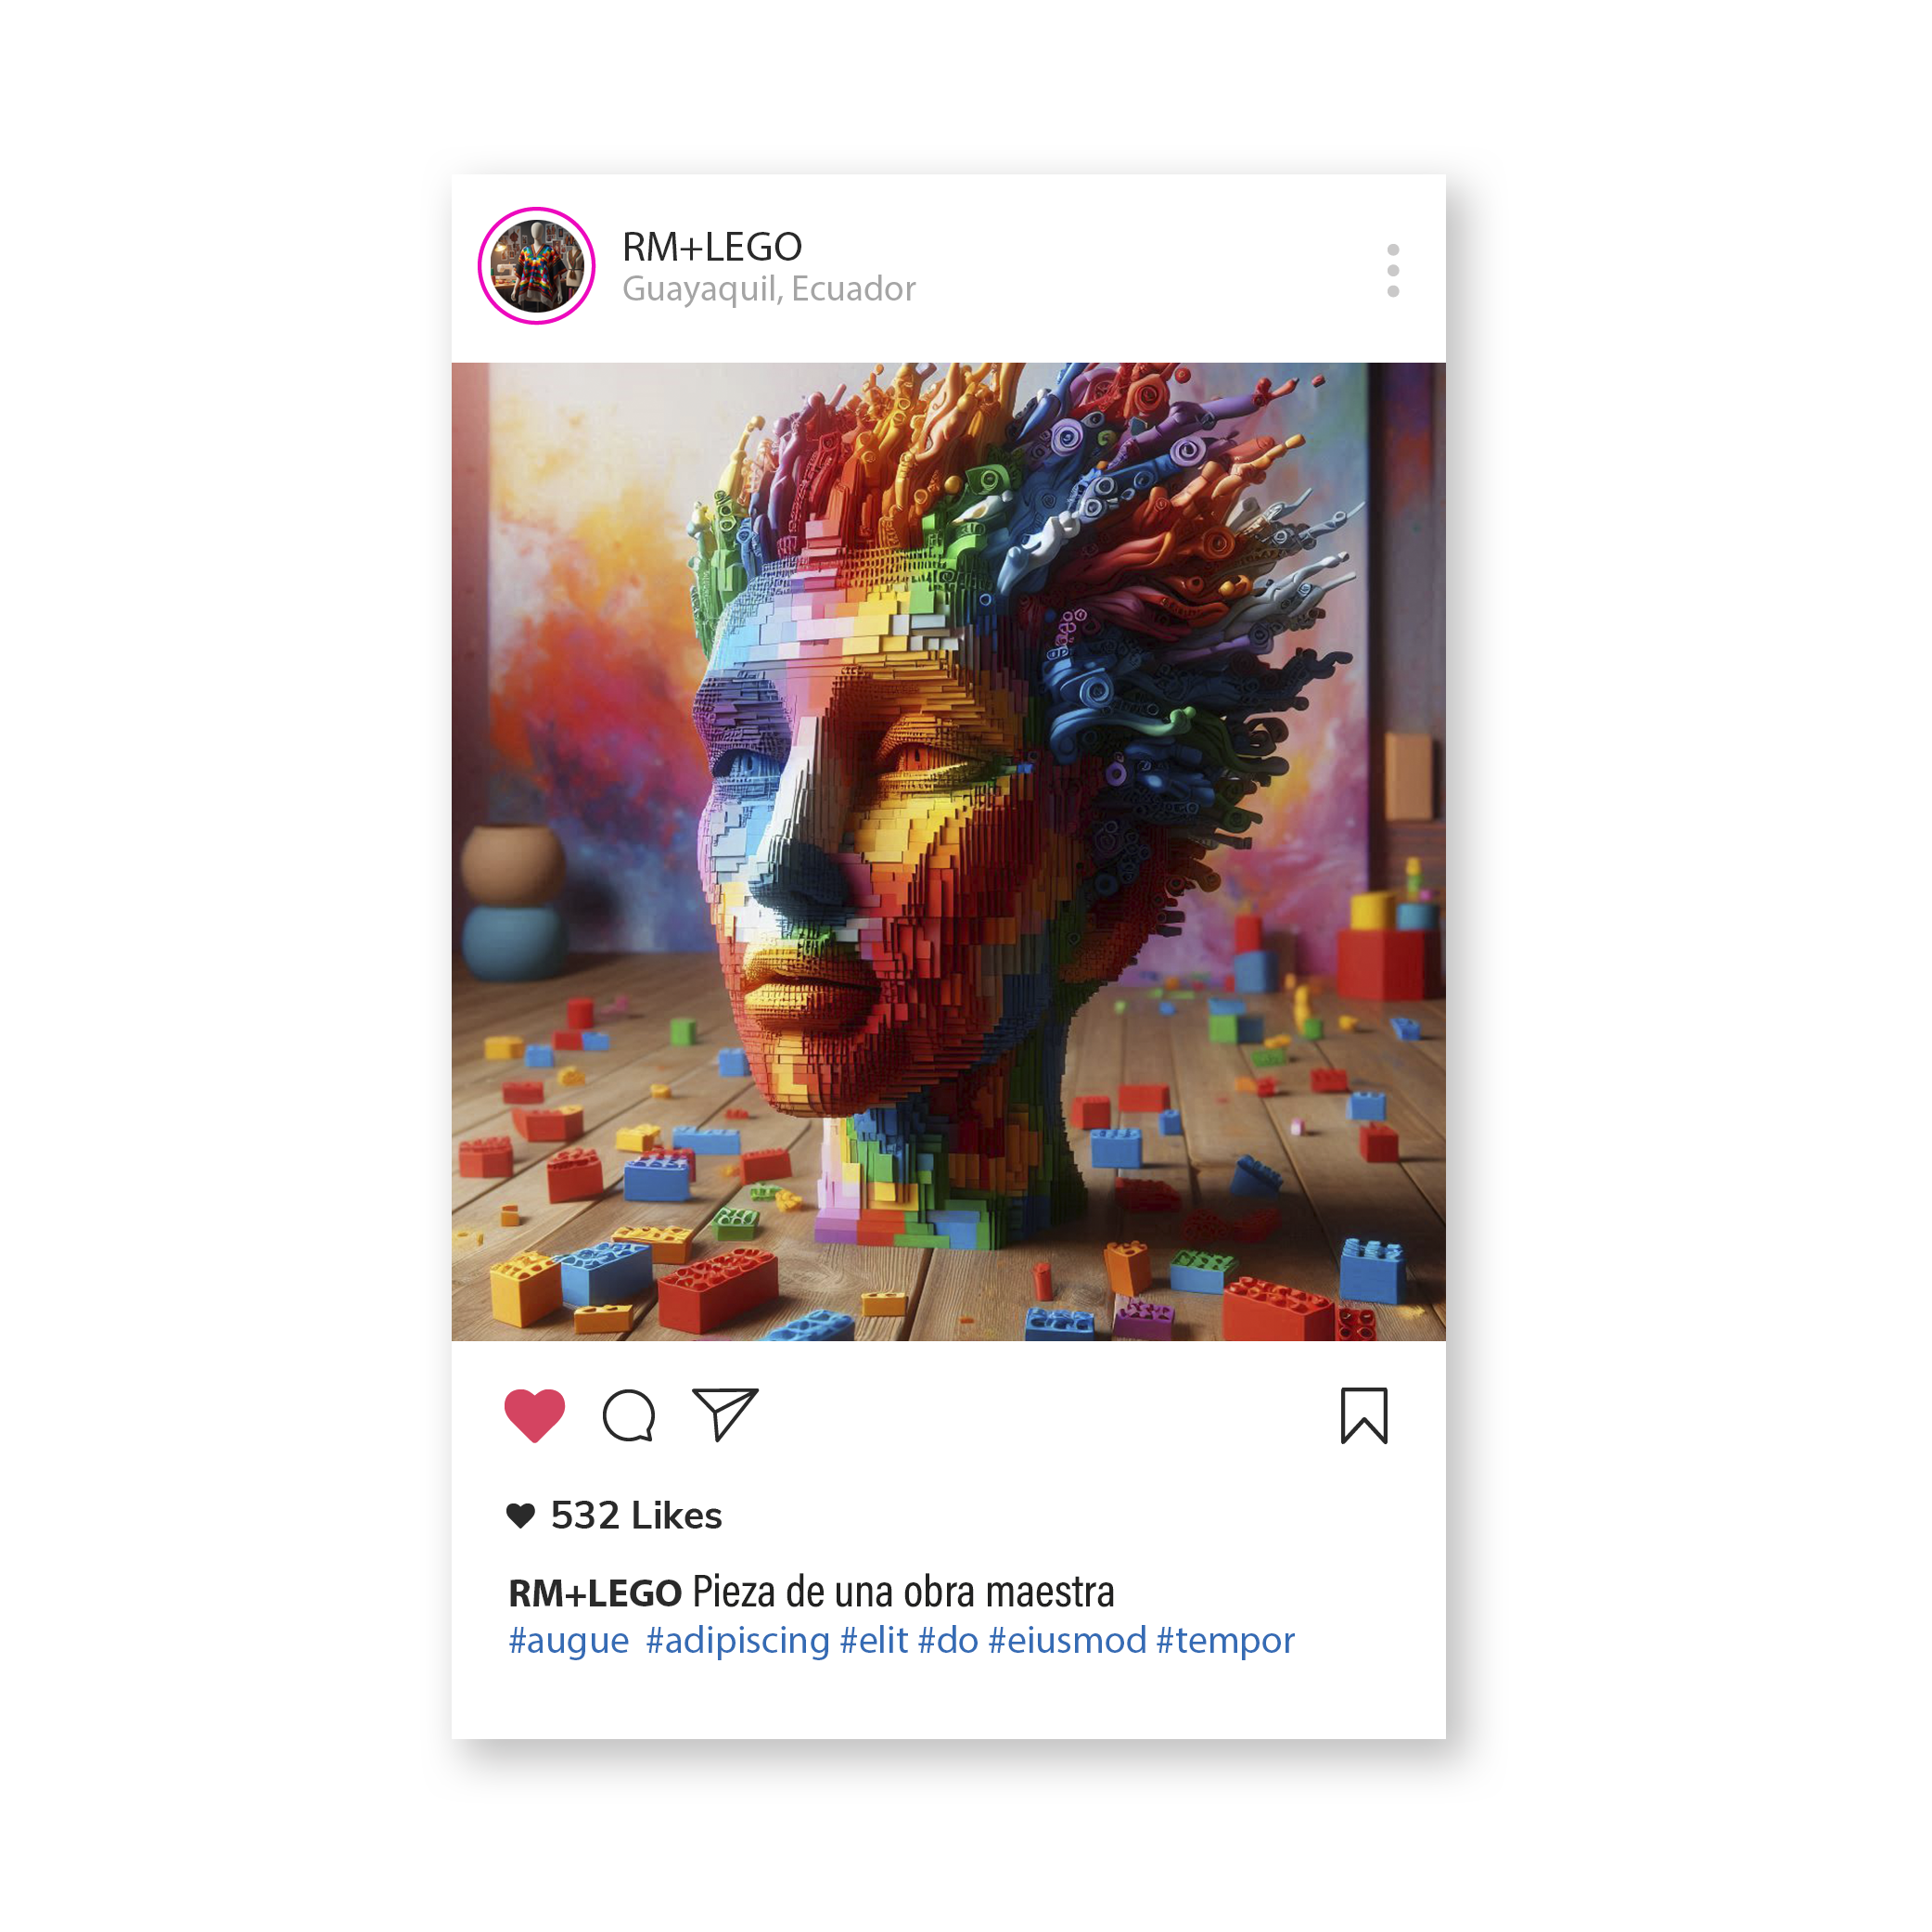 RM+LEGO
Guayaquil, Ecuador
532 Likes
RM+LEGO Pieza de una obra maestra
#augue #adipiscing #elit #do #eiusmod #tempor